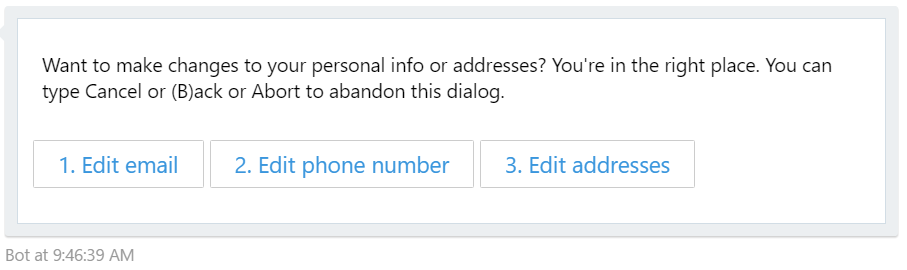 Want to make changes to your personal info or addresses? You're in the right place. You can
type Cancel or (B)ack or Abort to abandon this dialog.
1. Edit email 2. Edit phone number 3. Edit addresses
Bot at 9:46:39 AM